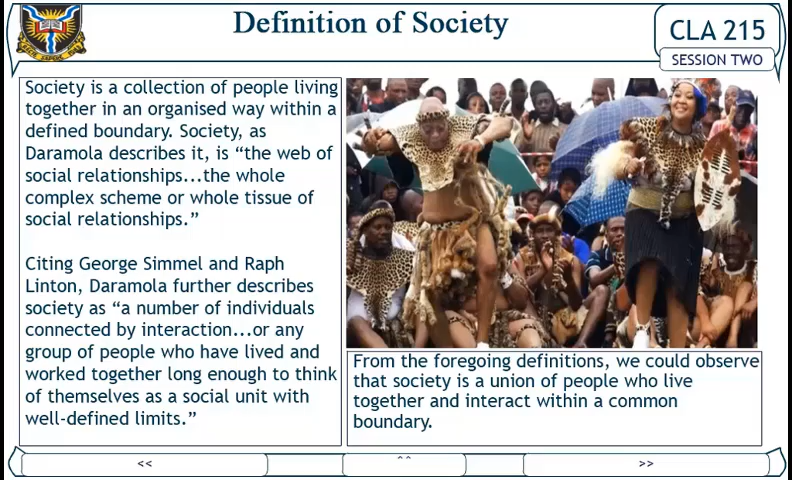 Definition of Society
CLA 215
SESSION TWO
Society is a collection of people living
together in an organised way within a
defined boundary. Society, as
Daramola describes it, is “the web of
social relationships...the whole
complex scheme or whole tissue of
social relationships.”
Citing George Simmel and Raph
Linton, Daramola further describes
society as “a number of individuals
connected by interaction...or any
group of people who have lived and
worked together long enough to think
of themselves as a social unit with
well-defined limits.”
From the foregoing definitions, we could observe
that society is a union of people who live
together and interact within a common
boundary.
<<
^^
>>